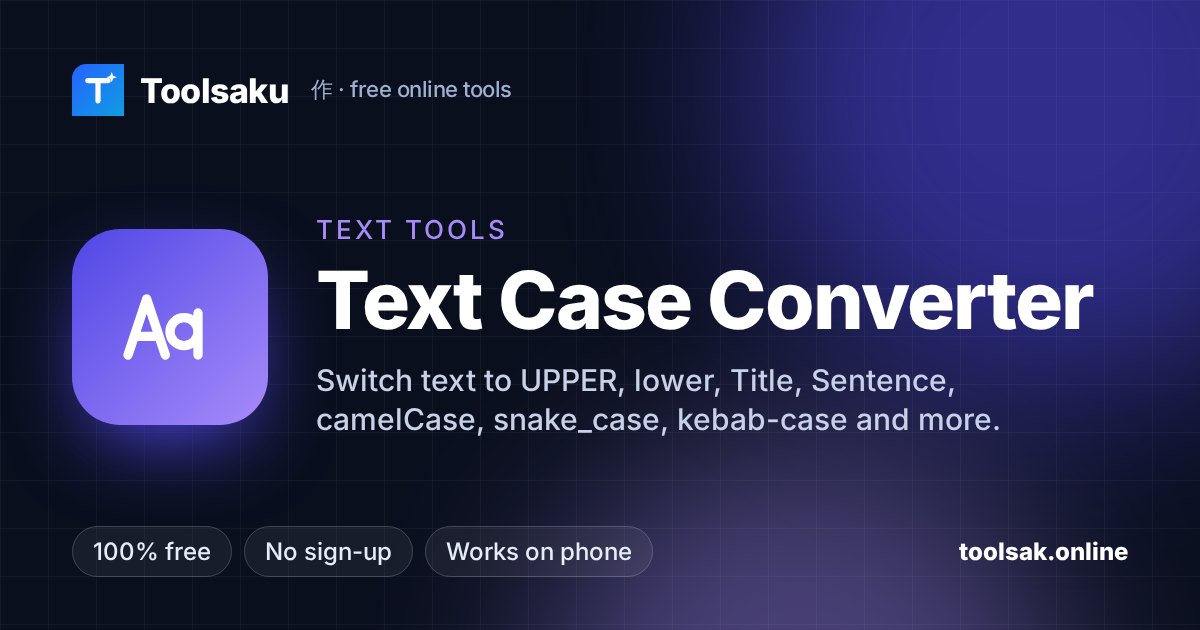 Toolsaku 作 · free online tools
TEXT TOOLS
Aa
Text Case Converter
Switch text to UPPER, lower, Title, Sentence,
camelCase, snake_case, kebab-case and more.
100% free No sign-up Works on phone
toolsak.online